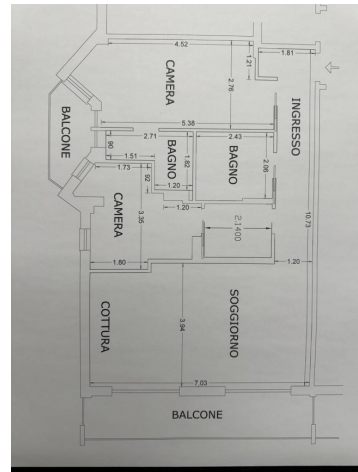 4.52
1.81
1.21
CAMERA
2.76
INGRESSO
5.38
BALCONE
90
2.71
2.43
1.51
BAGNO
1.82
BAGNO
2.06
1.73
92
1.20
1.20
CAMERA
3.35
21400
10.73
1.80
1.20
COTTURA
3.94
SOGGIORNO
7.03
BALCONE